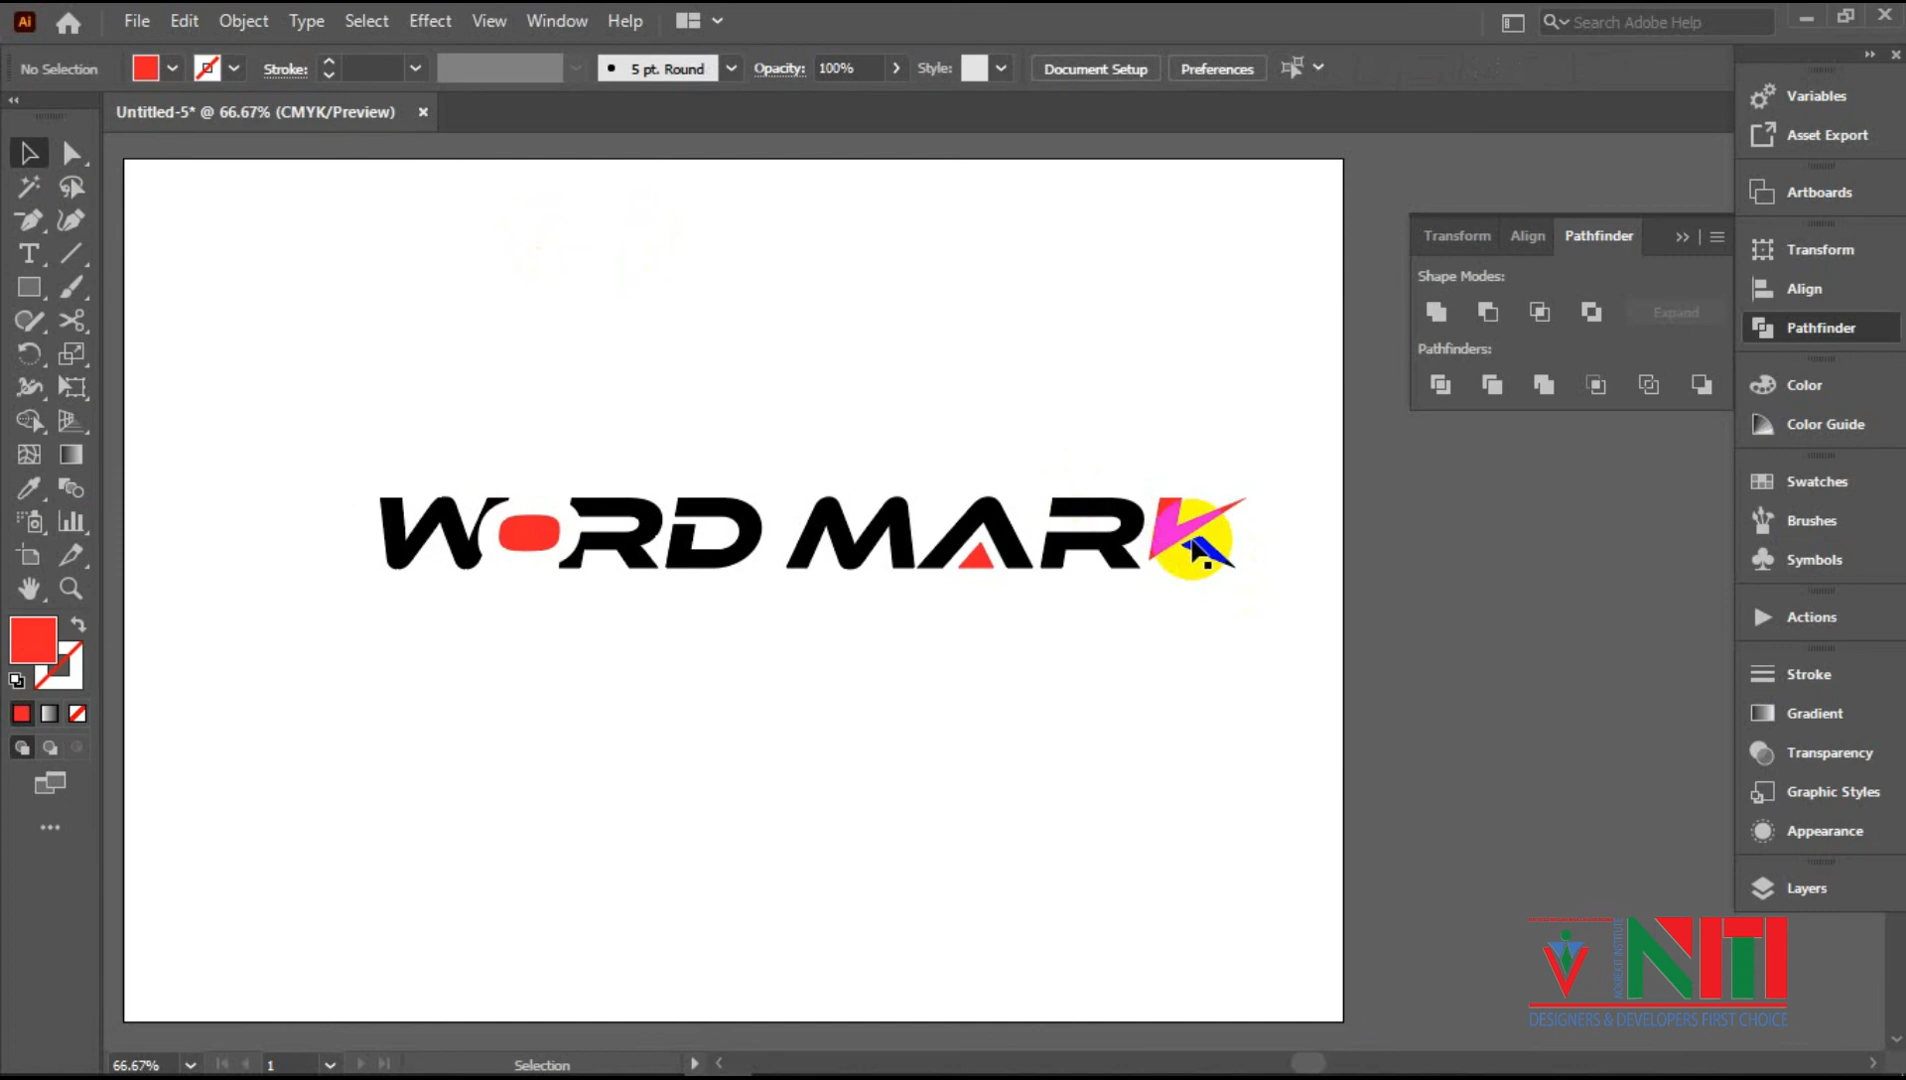 Ai File Edit Object Type Select Effect View Window Help Search Adobe Help
No Selection Stroke: 5 pt. Round Opacity: 100% Style: Document Setup Preferences
Untitled-5* @ 66.67% (CMYK/Preview)
Variables
Asset Export
Artboards
Transform Align Pathfinder
Shape Modes:
Expand
Pathfinders:
Transform
Align
Pathfinder
Color
Color Guide
Swatches
Brushes
Symbols
WORD MARK
Actions
Stroke
Gradient
Transparency
Graphic Styles
Appearance
Layers
NITI
DESIGNERS & DEVELOPERS FIRST CHOICE
66.67% 1 Selection